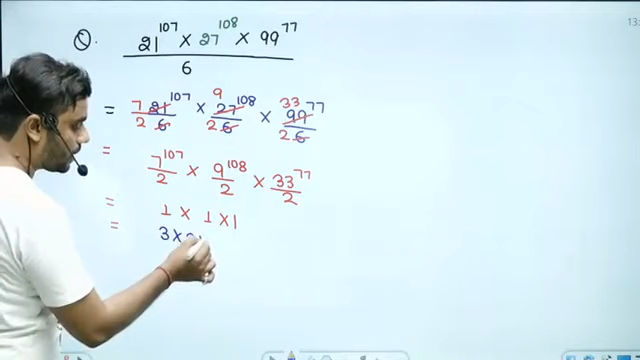 Q. 21^107 × 27^108 × 99^77 / 6
= 7 21^107 / 2 6 × 9 27^108 / 2 6 × 33 99^77 / 2 6
= 7^107 / 2 × 9^108 / 2 × 33^77 / 2
= 1 × 1 × 1
= 3 ×